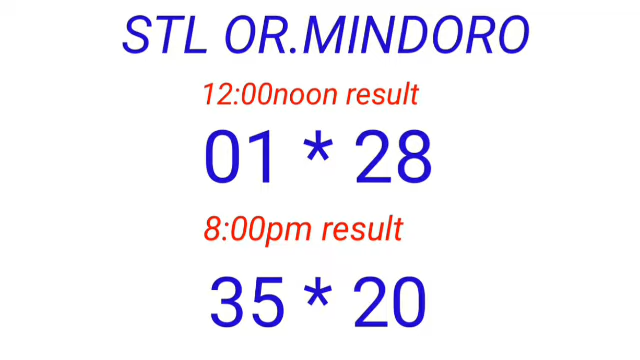 STL OR.MINDORO
12:00noon result
01 * 28
8:00pm result
35 * 20